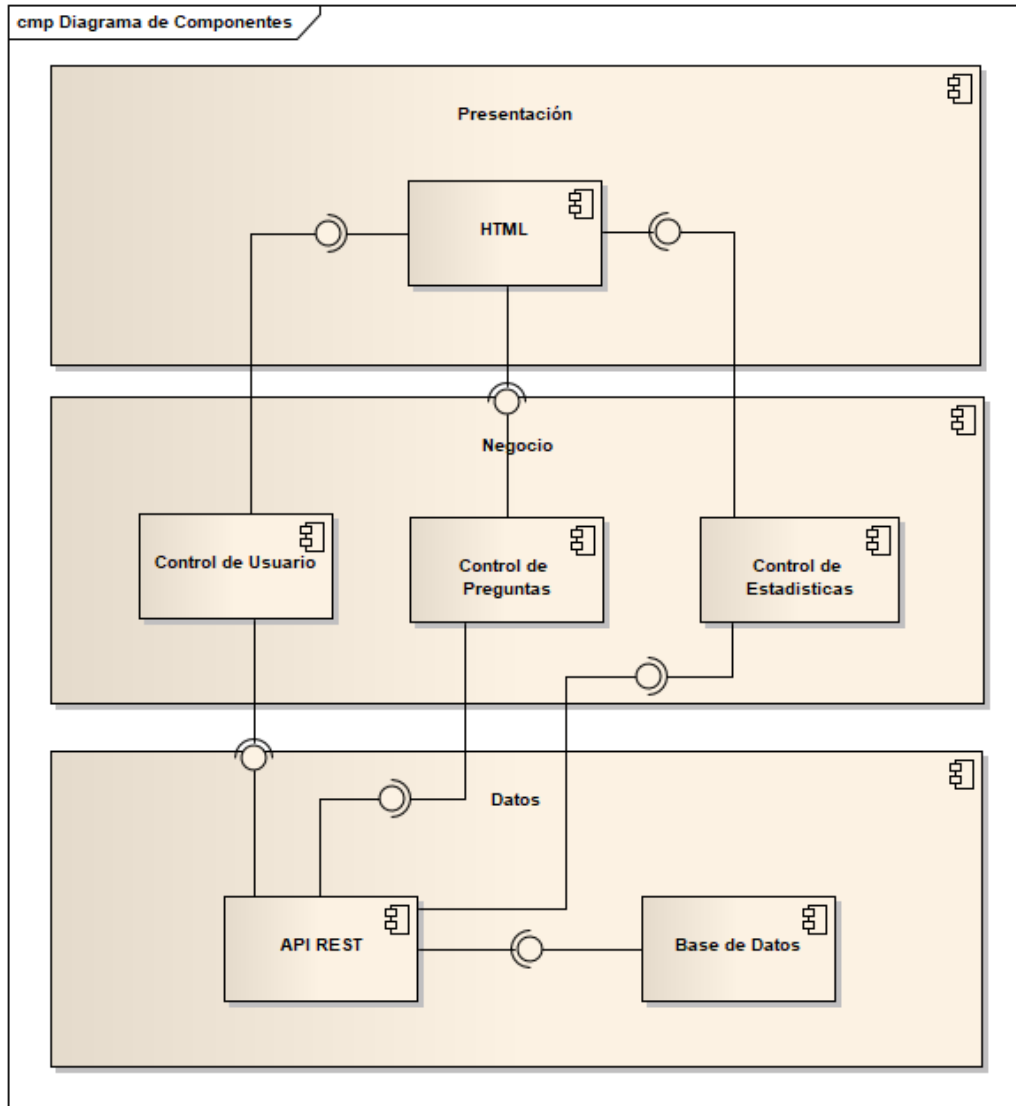 cmp Diagrama de Componentes
Presentación
HTML
Negocio
Control de Usuario
Control de
Preguntas
Control de
Estadisticas
Datos
API REST
Base de Datos